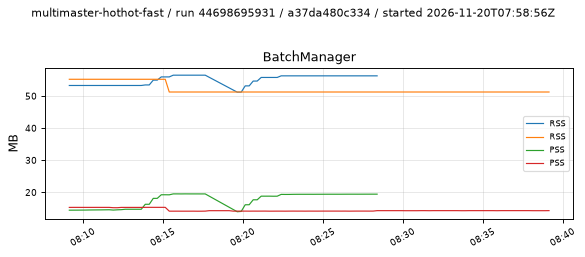 multimaster-hothot-fast / run 44698695931 / a37da480c334 / started 2026-11-20T07:58:56Z
BatchManager
MB
50
40
30
20
RSS
RSS
PSS
PSS
08:10
08:15
08:20
08:25
08:30
08:35
08:40